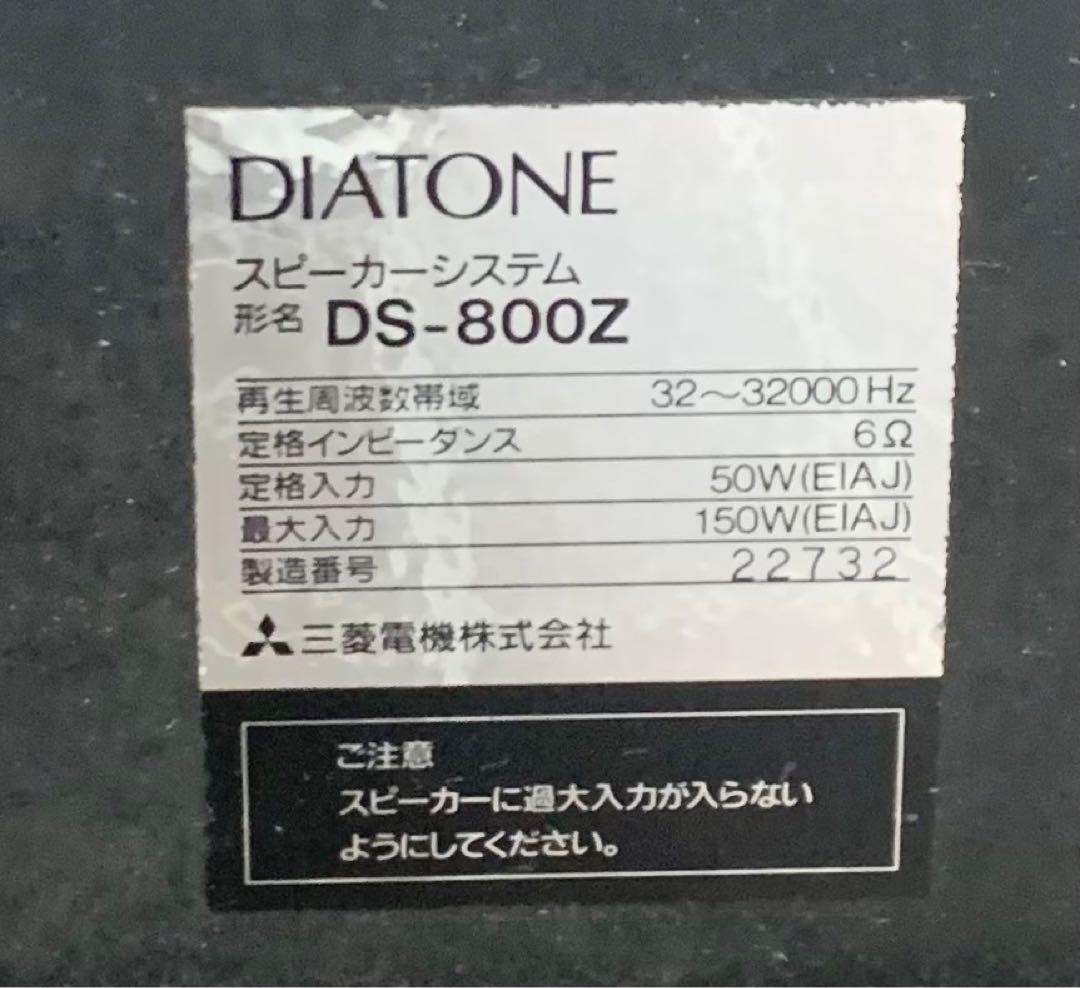 DIATONE
スピーカーシステム
形名 DS-800Z
再生周波数帯域 32～32000Hz
定格インピーダンス 6Ω
定格入力 50W(EIAJ)
最大入力 150W(EIAJ)
製造番号 22732
三菱電機株式会社
ご注意
スピーカーに過大入力が入らない
ようにしてください。